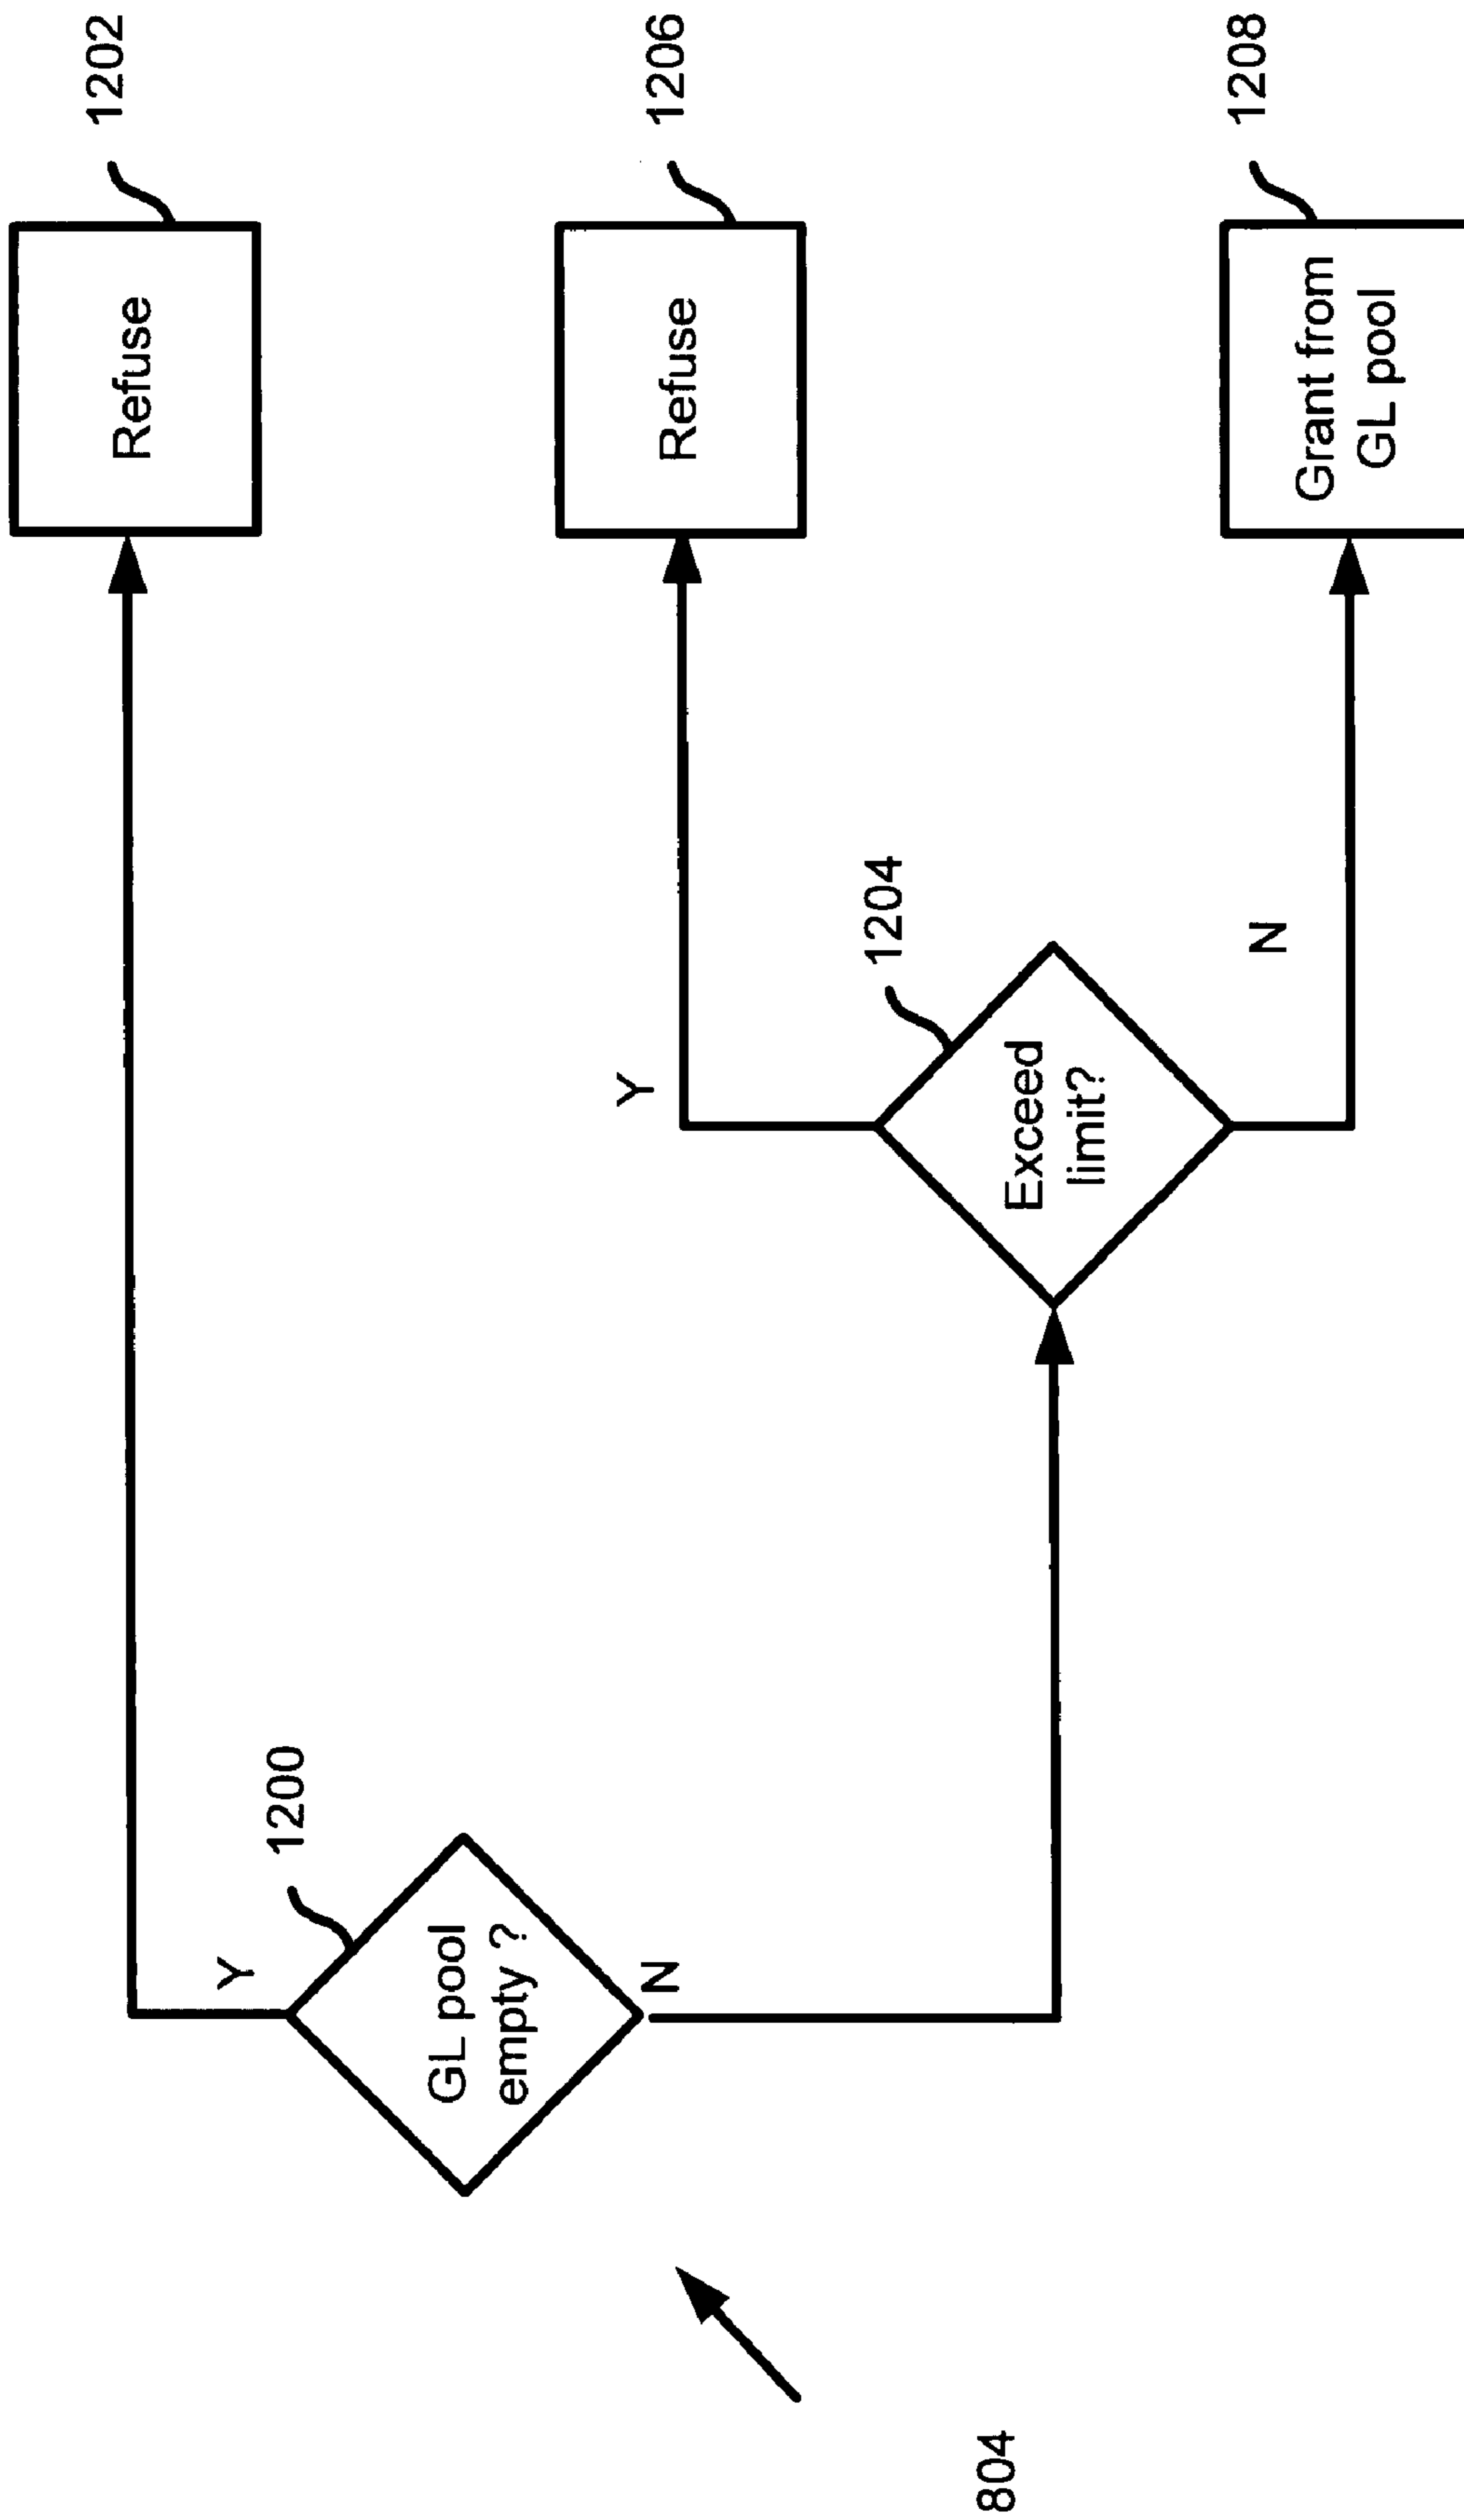 804
GL pool
empty?
1200
Y
N
Refuse
1202
Exceed
limit?
1204
Y
N
Refuse
1206
Grant from
GL pool
1208